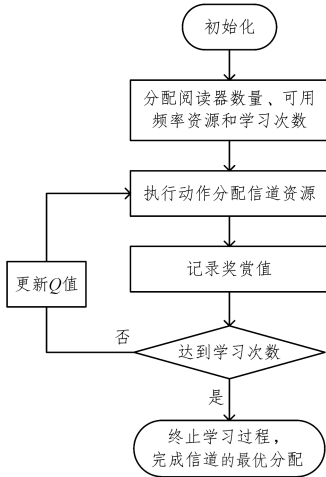 初始化
分配阅读器数量、可用
频率资源和学习次数
执行动作分配信道资源
记录奖赏值
更新Q值
否
达到学习次数
是
终止学习过程，
完成信道的最优分配